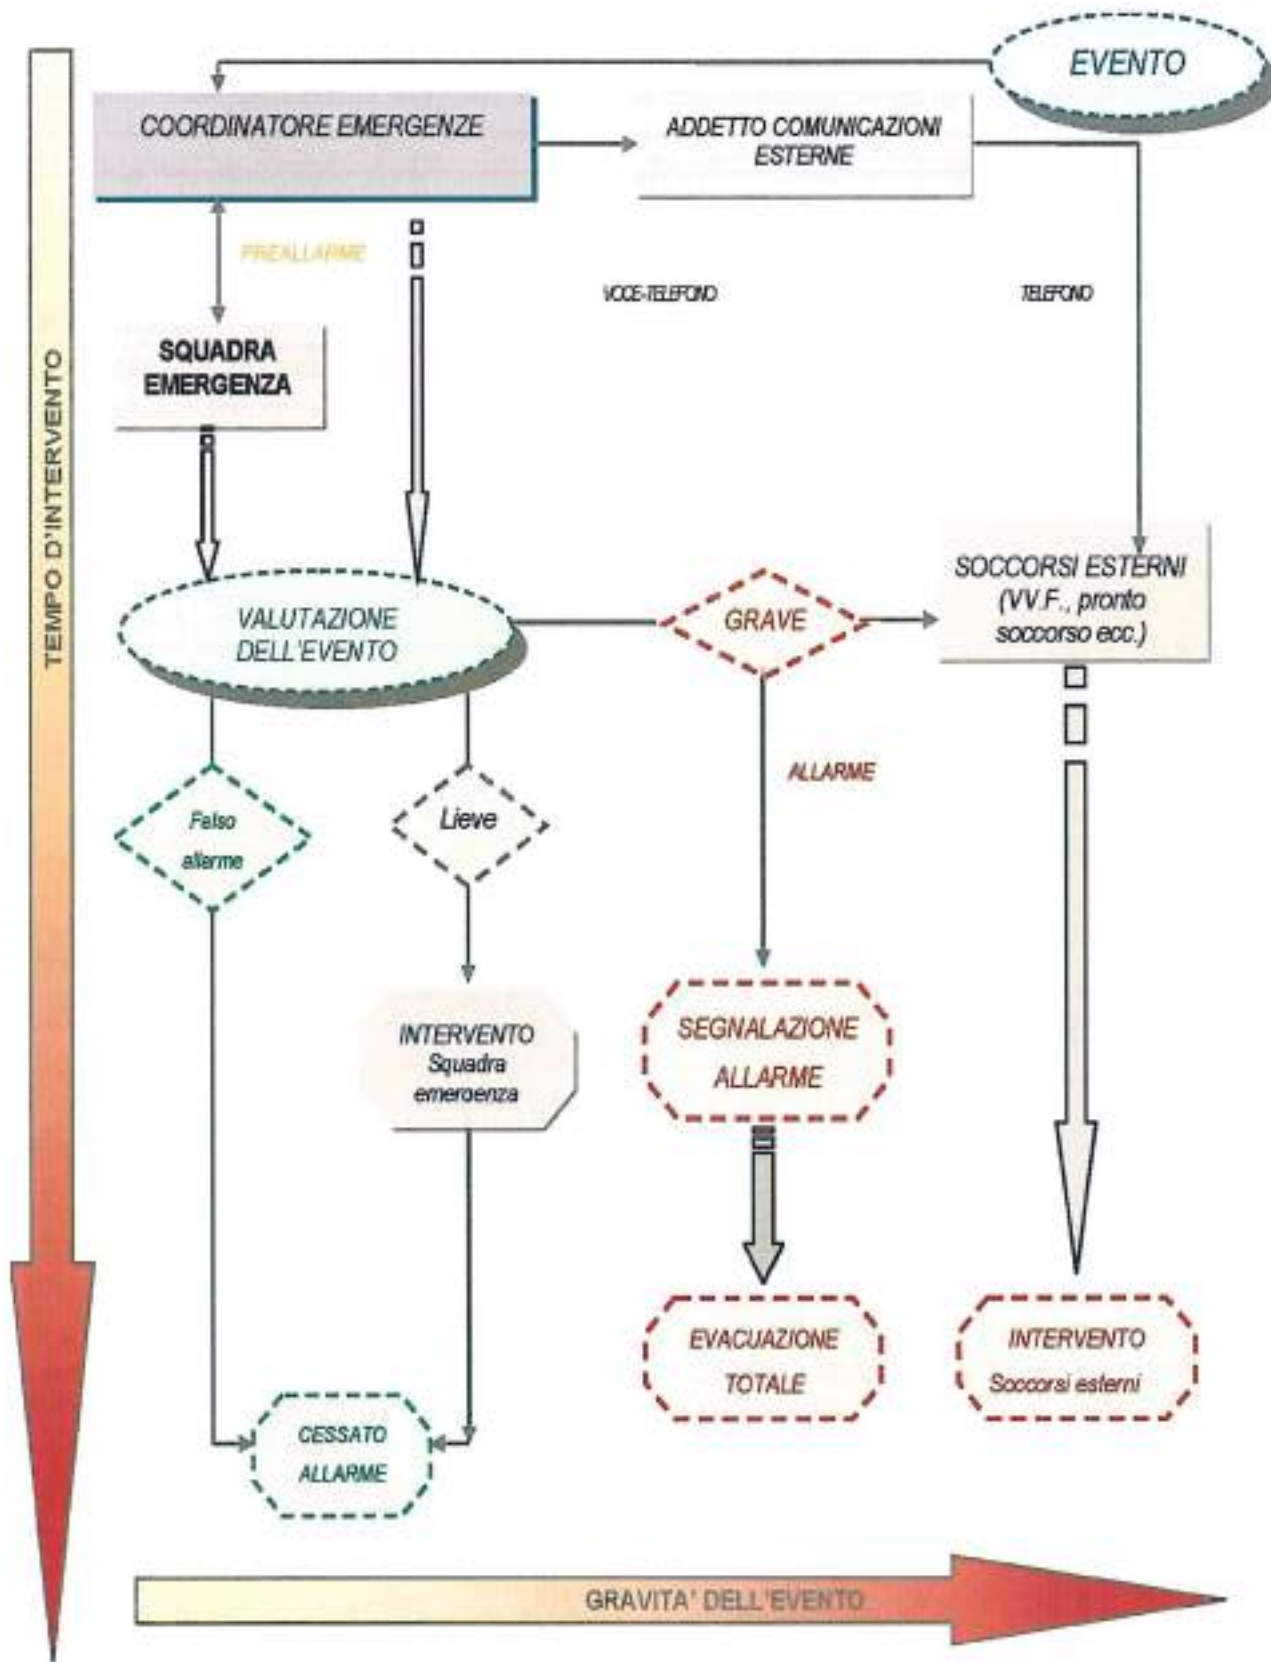 EVENTO
COORDINATORE EMERGENZE
ADDETTO COMUNICAZIONI
ESTERNE
PREALLARME
VOCE-TELEFONO
TELEFONO
SQUADRA
EMERGENZA
TEMPO D'INTERVENTO
SOCCORSI ESTERNI
(VV.F., pronto
soccorso ecc.)
VALUTAZIONE
DELL'EVENTO
GRAVE
ALLARME
Falso
allarme
Lieve
INTERVENTO
Squadra
emergenza
SEGNALAZIONE
ALLARME
EVACUAZIONE
TOTALE
INTERVENTO
Soccorsi esterni
CESSATO
ALLARME
GRAVITA' DELL'EVENTO